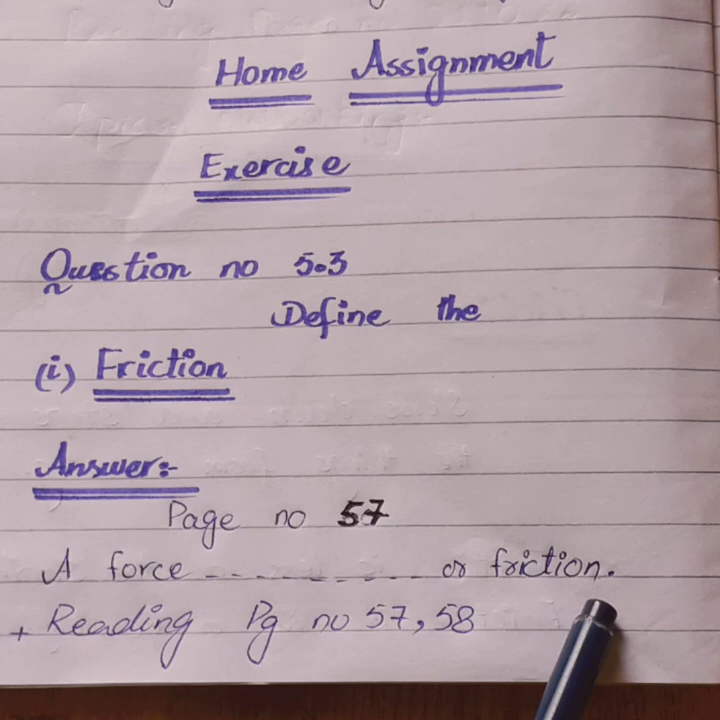 Home Assignment
Exercise
Question no 5.3
Define the
(i) Friction
Answer:-
Page no 57
A force ---------- or friction.
+ Reading Pg no 57,58